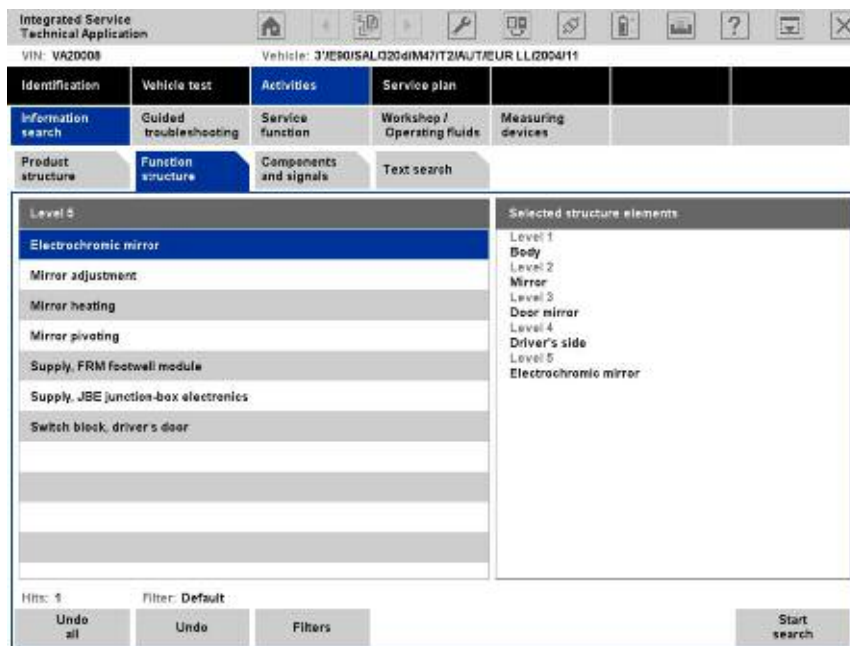 Integrated Service
Technical Application
?
VIN: VA20008
Vehicle: 3'/E90/SAL/320d/M47/T2/AUT/EUR LL/2004/11
Identification
Vehicle test
Activities
Service plan
Information
search
Guided
troubleshooting
Service
function
Workshop /
Operating fluids
Measuring
devices
Product
structure
Function
structure
Components
and signals
Text search
Level 5
Electrochromic mirror
Mirror adjustment
Mirror heating
Mirror pivoting
Supply, FRM footwell module
Supply, JBE junction-box electronics
Switch block, driver's door
Selected structure elements
Level 1
Body
Level 2
Mirror
Level 3
Door mirror
Level 4
Driver's side
Level 5
Electrochromic mirror
Hits: 1
Filter: Default
Undo
all
Undo
Filters
Start
search